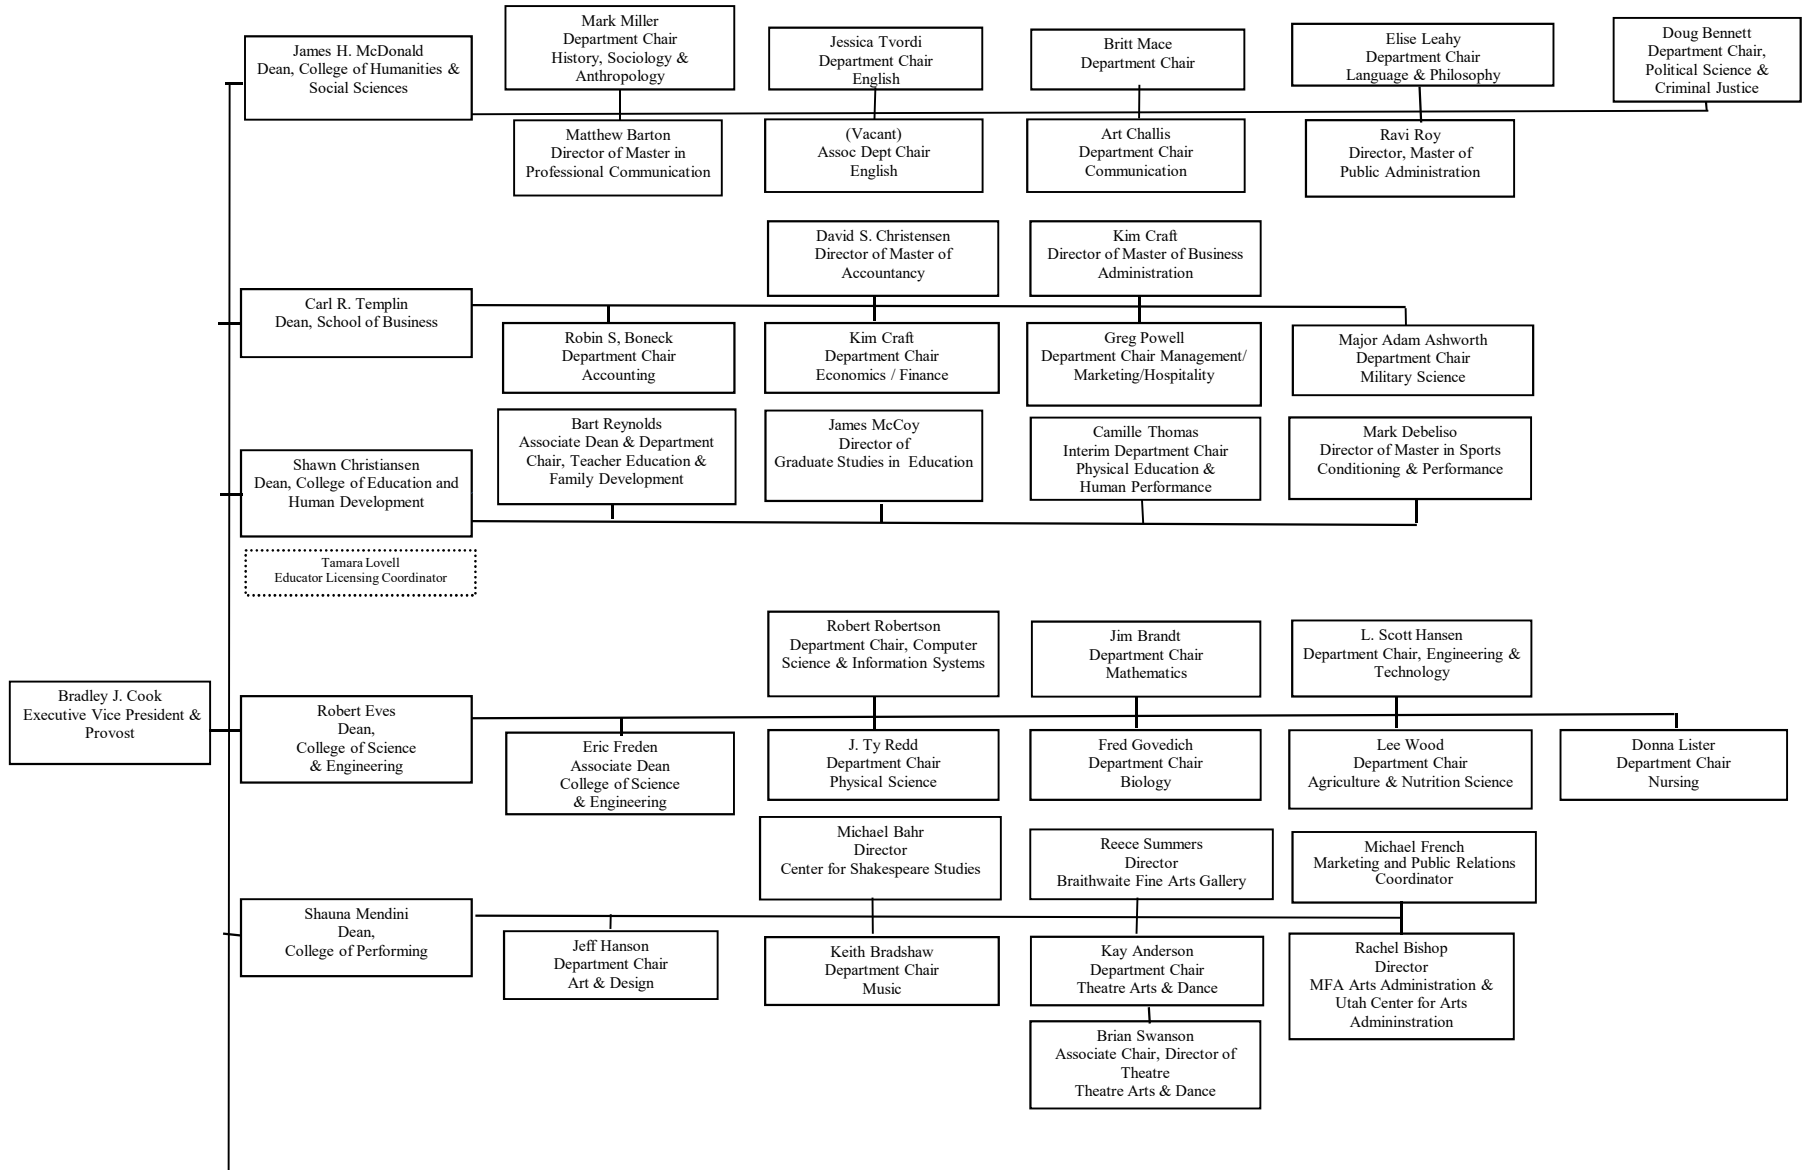 Mark Miller
Department Chair
History, Sociology &
Anthropology
Jessica Tvordi
Department Chair
English
Britt Mace
Department Chair
Elise Leahy
Department Chair
Language & Philosophy
Doug Bennett
Department Chair,
Political Science &
Criminal Justice
James H. McDonald
Dean, College of Humanities &
Social Sciences
Matthew Barton
Director of Master in
Professional Communication
(Vacant)
Assoc Dept Chair
English
Art Challis
Department Chair
Communication
Ravi Roy
Director, Master of
Public Administration
David S. Christensen
Director of Master of
Accountancy
Kim Craft
Director of Master of Business
Administration
Carl R. Templin
Dean, School of Business
Robin S, Boneck
Department Chair
Accounting
Kim Craft
Department Chair
Economics / Finance
Greg Powell
Department Chair Management/
Marketing/Hospitality
Major Adam Ashworth
Department Chair
Military Science
Bart Reynolds
Associate Dean & Department
Chair, Teacher Education &
Family Development
James McCoy
Director of
Graduate Studies in Education
Camille Thomas
Interim Department Chair
Physical Education &
Human Performance
Mark Debeliso
Director of Master in Sports
Conditioning & Performance
Shawn Christiansen
Dean, College of Education and
Human Development
Tamara Lovell
Educator Licensing Coordinator
Robert Robertson
Department Chair, Computer
Science & Information Systems
Jim Brandt
Department Chair
Mathematics
L. Scott Hansen
Department Chair, Engineering &
Technology
Bradley J. Cook
Executive Vice President &
Provost
Robert Eves
Dean,
College of Science
& Engineering
Eric Freden
Associate Dean
College of Science
& Engineering
J. Ty Redd
Department Chair
Physical Science
Fred Govedich
Department Chair
Biology
Lee Wood
Department Chair
Agriculture & Nutrition Science
Donna Lister
Department Chair
Nursing
Michael Bahr
Director
Center for Shakespeare Studies
Reece Summers
Director
Braithwaite Fine Arts Gallery
Michael French
Marketing and Public Relations
Coordinator
Shauna Mendini
Dean,
College of Performing
Jeff Hanson
Department Chair
Art & Design
Keith Bradshaw
Department Chair
Music
Kay Anderson
Department Chair
Theatre Arts & Dance
Rachel Bishop
Director
MFA Arts Administration &
Utah Center for Arts
Admininstration
Brian Swanson
Associate Chair, Director of
Theatre
Theatre Arts & Dance